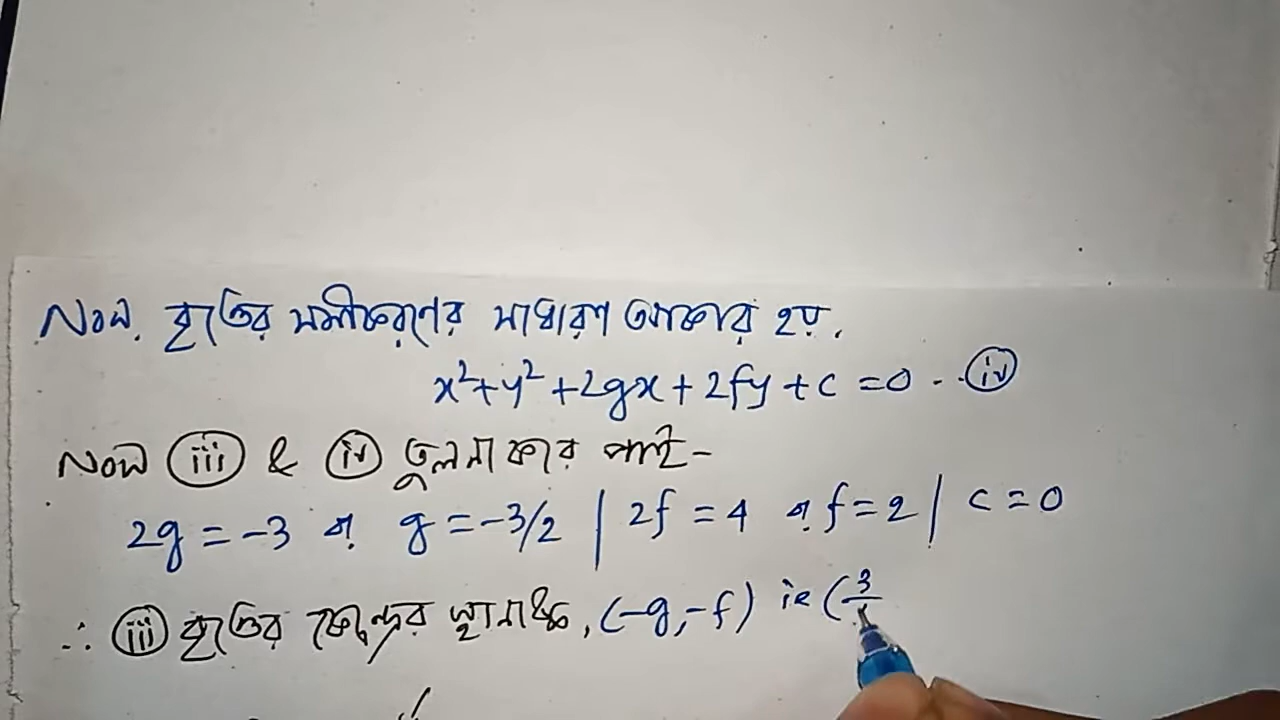 Now, বৃত্তের সমীকরণের সাধারণ আকার হয়,
x²+y²+2gx+2fy+c=0 - - (iv)
Now (iii) & (iv) তুলনা করে পাই-
2g = -3 বা, g = -3/2 | 2f = 4 বা, f = 2 | c = 0
∴ (iii) বৃত্তের কেন্দ্রের স্থানাঙ্ক, (-g, -f) ie (3/